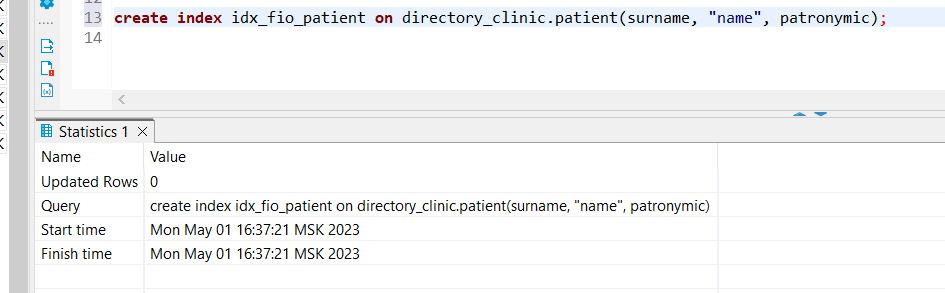 12
13 create index idx_fio_patient on directory_clinic.patient(surname, "name", patronymic);
14
Statistics 1
Name Value
Updated Rows 0
Query create index idx_fio_patient on directory_clinic.patient(surname, "name", patronymic)
Start time Mon May 01 16:37:21 MSK 2023
Finish time Mon May 01 16:37:21 MSK 2023